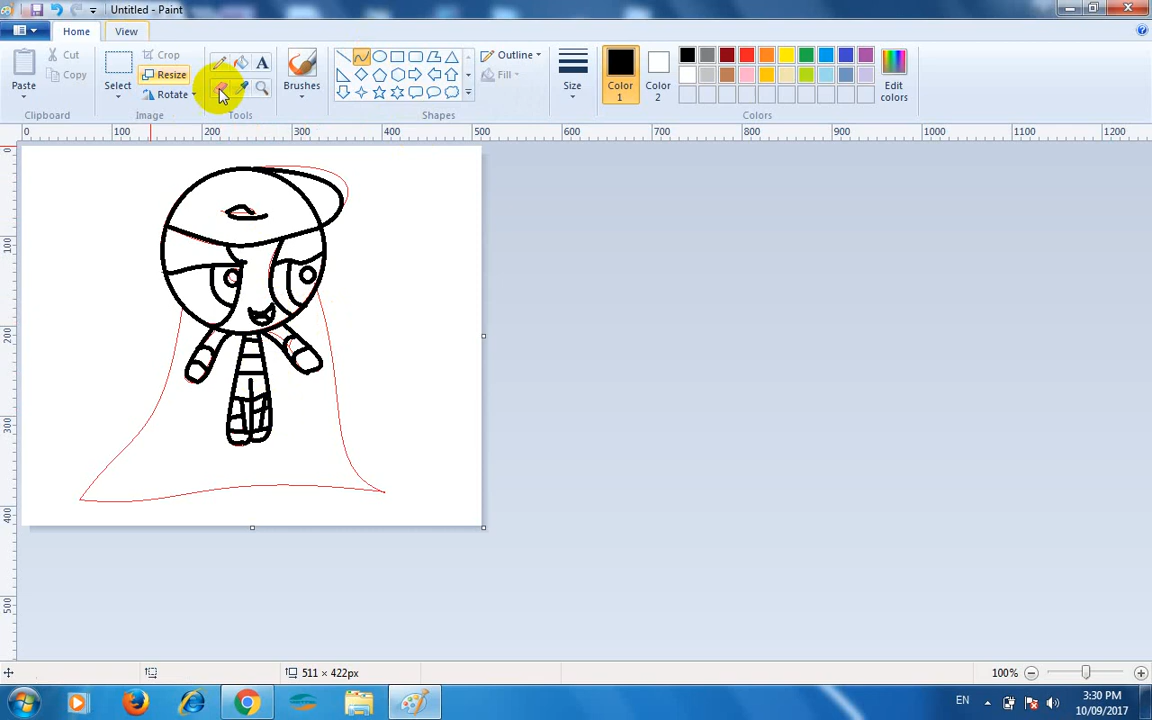 Untitled - Paint
Home View
Paste Cut Copy Clipboard
Select Crop Resize Rotate Image
A
Tools
Brushes
Shapes
Outline Fill
Size
Color 1
Color 2
Edit colors
Colors
0 100 200 300 400 500 600 700 800 900 1000 1100 1200
0
100
200
300
400
500
511 × 422px 100%
EN 3:30 PM
10/09/2017